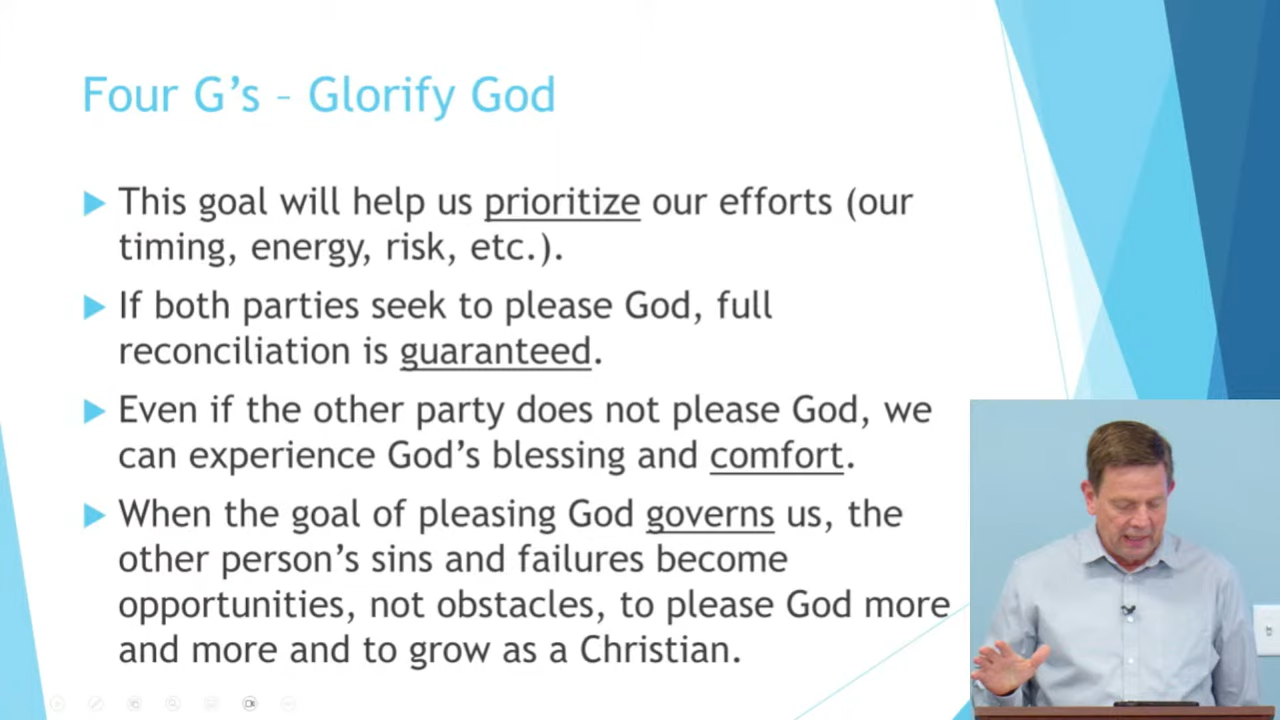 Four G’s – Glorify God
This goal will help us prioritize our efforts (our
timing, energy, risk, etc.).
If both parties seek to please God, full
reconciliation is guaranteed.
Even if the other party does not please God, we
can experience God’s blessing and comfort.
When the goal of pleasing God governs us, the
other person’s sins and failures become
opportunities, not obstacles, to please God more
and more and to grow as a Christian.